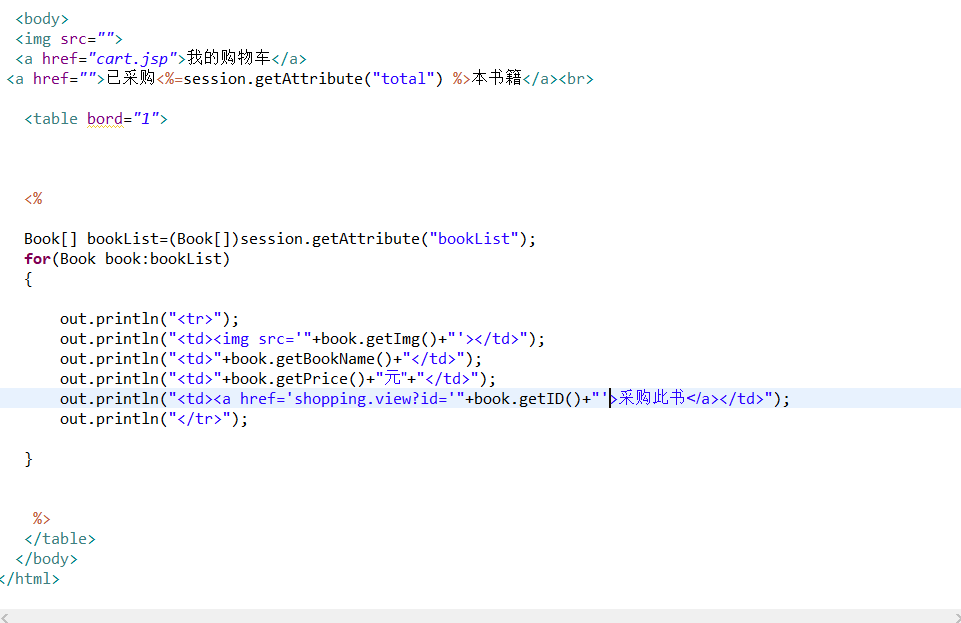 <body>
<img src="">
<a href="cart.jsp">我的购物车</a>
<a href="">已采购<%=session.getAttribute("total") %>本书籍</a><br>
<table bord="1">
<%
Book[] bookList=(Book[])session.getAttribute("bookList");
for(Book book:bookList)
{
out.println("<tr>");
out.println("<td><img src='"+book.getImg()+"'></td>");
out.println("<td>"+book.getBookName()+"</td>");
out.println("<td>"+book.getPrice()+"元"+"</td>");
out.println("<td><a href='shopping.view?id='"+book.getID()+"'>采购此书</a></td>");
out.println("</tr>");
}
%>
</table>
</body>
</html>